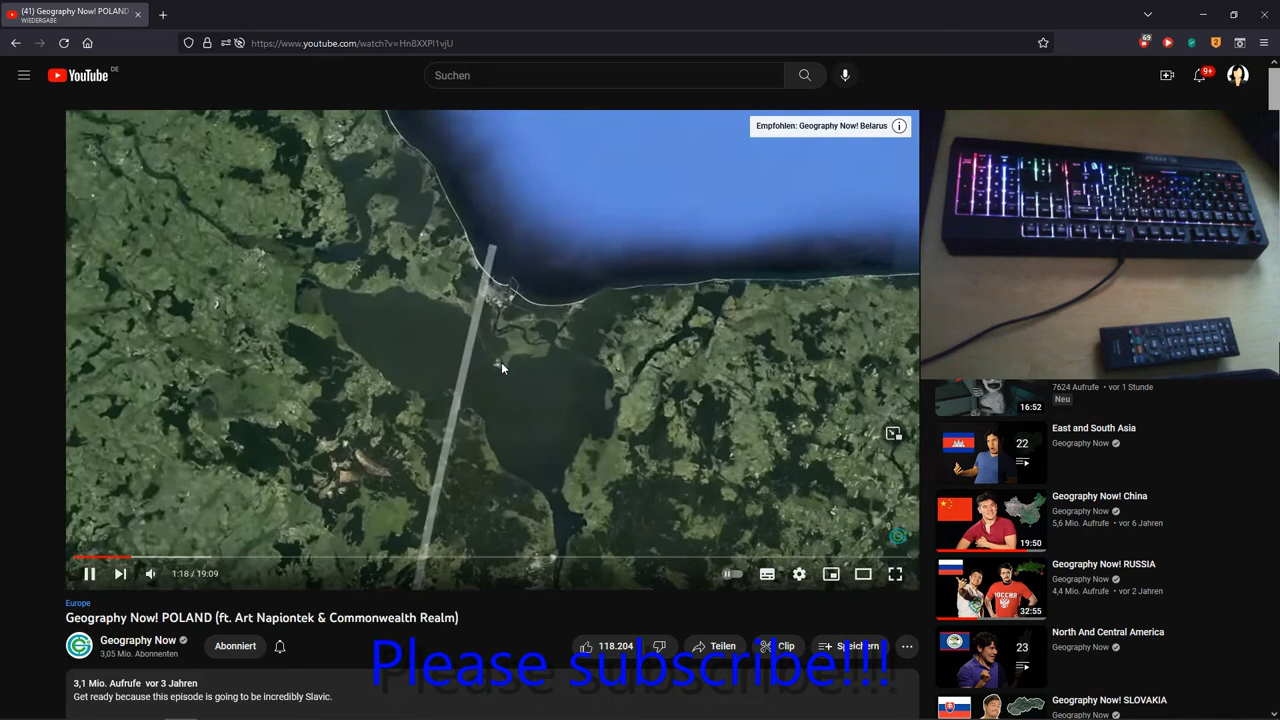 (41) Geography Now! POLAND
WIEDERGABE
https://www.youtube.com/watch?v=Hn8XXPl1vjU
69
2
YouTube DE
Suchen
9+
Empfohlen: Geography Now! Belarus
1:18 / 19:09
Europe
Geography Now! POLAND (ft. Art Napiontek & Commonwealth Realm)
Geography Now
3,05 Mio. Abonnenten
Abonniert
118.204
Teilen
Clip
Speichern
Please subscribe!!!
3,1 Mio. Aufrufe vor 3 Jahren
Get ready because this episode is going to be incredibly Slavic.
7624 Aufrufe • vor 1 Stunde
Neu
16:52
East and South Asia
Geography Now
22
Geography Now! China
Geography Now
5,6 Mio. Aufrufe • vor 6 Jahren
19:50
Geography Now! RUSSIA
Geography Now
4,4 Mio. Aufrufe • vor 2 Jahren
32:55
North And Central America
Geography Now
23
Geography Now! SLOVAKIA
Geography Now